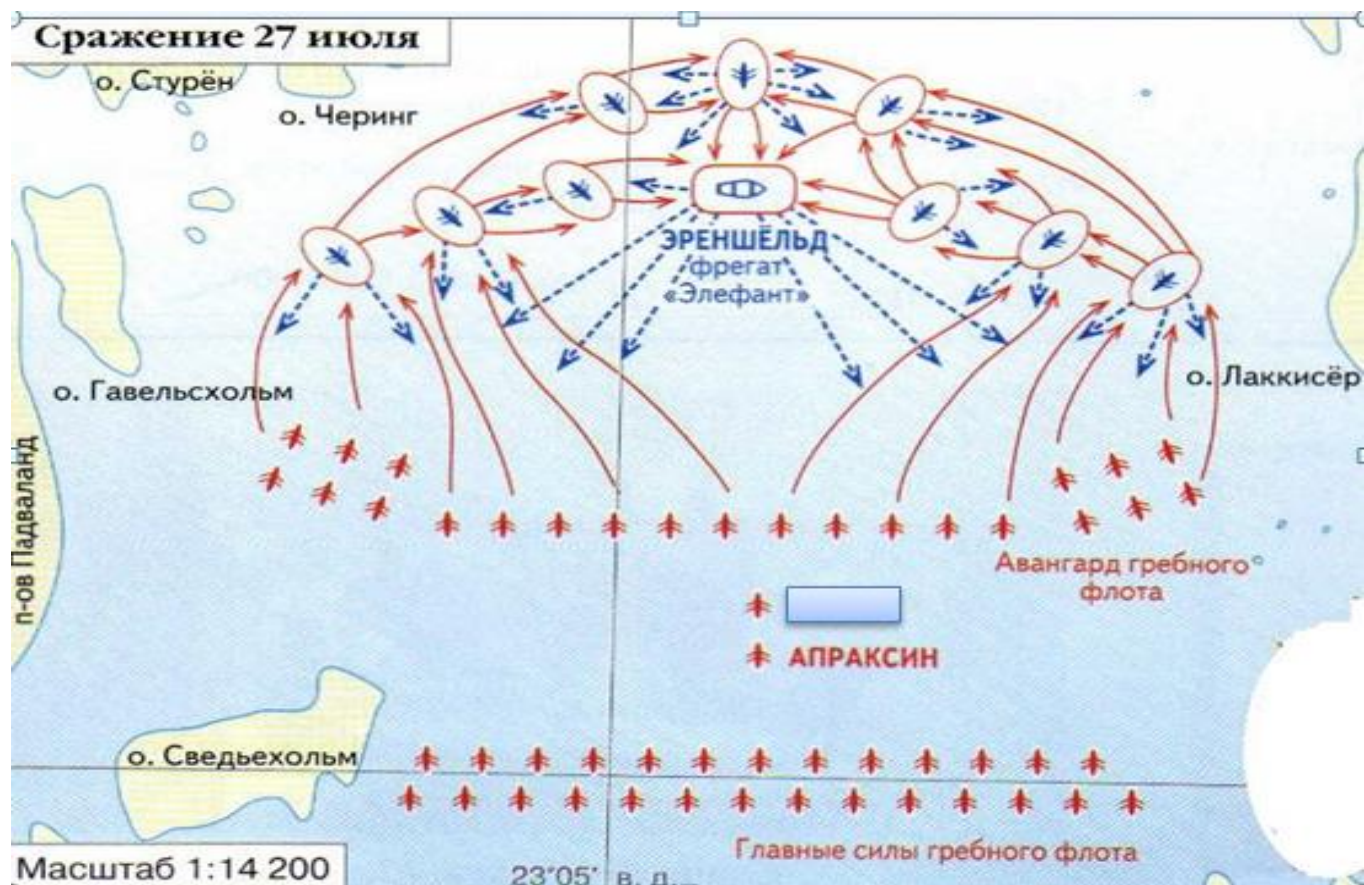 Сражение 27 июля
о. Стурён
о. Черинг
ЭРЕНШЁЛЬД
фрегат
«Элефант»
о. Гавельсхольм
о. Лаккисёр
п-ов Падваланд
Авангард гребного
флота
АПРАКСИН
о. Сведьехольм
Главные силы гребного флота
Масштаб 1:14 200
23°05' в. д.